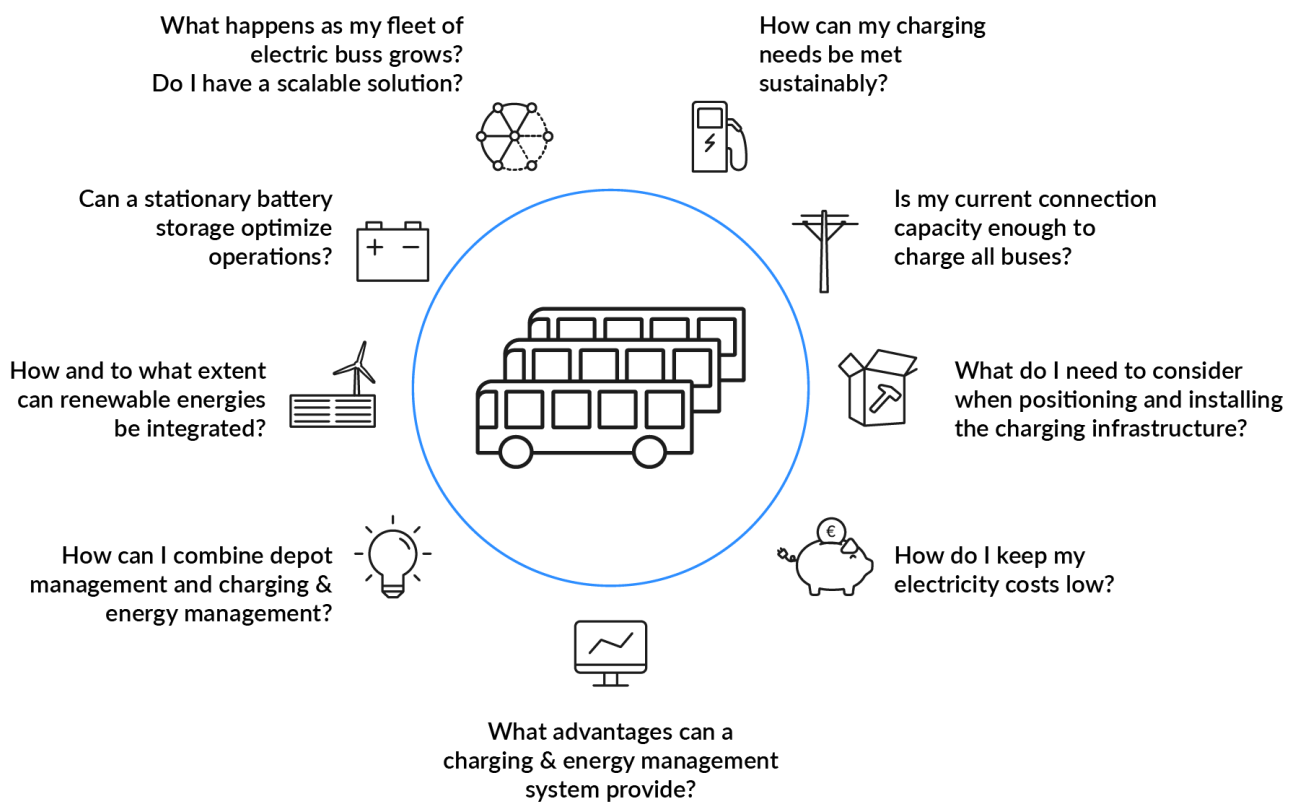 What happens as my fleet of
electric buss grows?
Do I have a scalable solution?
How can my charging
needs be met
sustainably?
Can a stationary battery
storage optimize
operations?
Is my current connection
capacity enough to
charge all buses?
How and to what extent
can renewable energies
be integrated?
What do I need to consider
when positioning and installing
the charging infrastructure?
How can I combine depot
management and charging &
energy management?
€
How do I keep my
electricity costs low?
What advantages can a
charging & energy management
system provide?